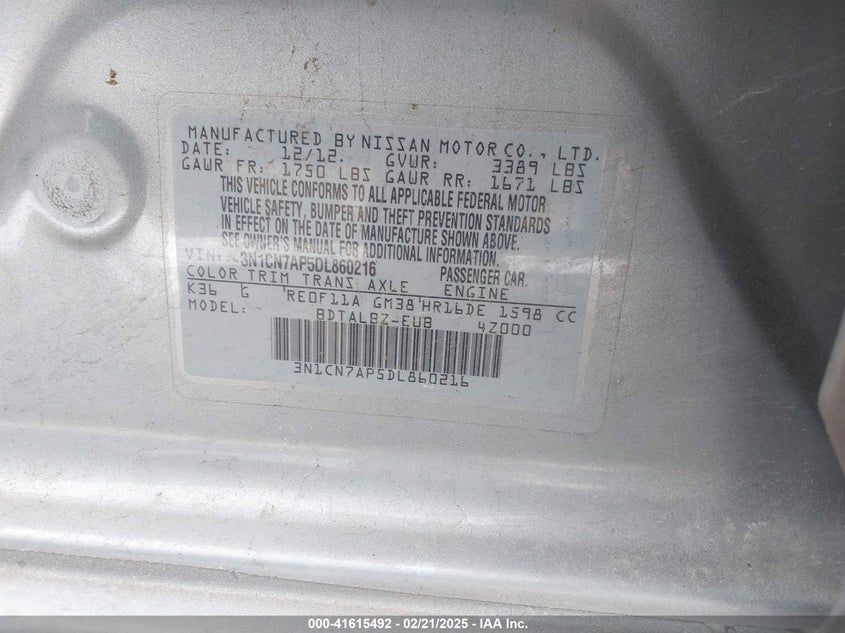 MANUFACTURED BY NISSAN MOTOR CO., LTD.
DATE: 12/12. GVWR: 3389 LBS
GAWR FR: 1750 LBS GAWR RR: 1671 LBS
THIS VEHICLE CONFORMS TO ALL APPLICABLE FEDERAL MOTOR
VEHICLE SAFETY, BUMPER AND THEFT PREVENTION STANDARDS
IN EFFECT ON THE DATE OF MANUFACTURE SHOWN ABOVE.
SEE OWNER'S MANUAL FOR ADDITIONAL INFORMATION.
VIN: 3N1CN7AP5DL860216 PASSENGER CAR.
COLOR TRIM TRANS AXLE ENGINE
K36 G RE0F11A GM38 HR16DE 1598 CC
MODEL: BDTALBZ-EUB 4Z000
3N1CN7AP5DL860216
000-41615492 - 02/21/2025 - IAA Inc.